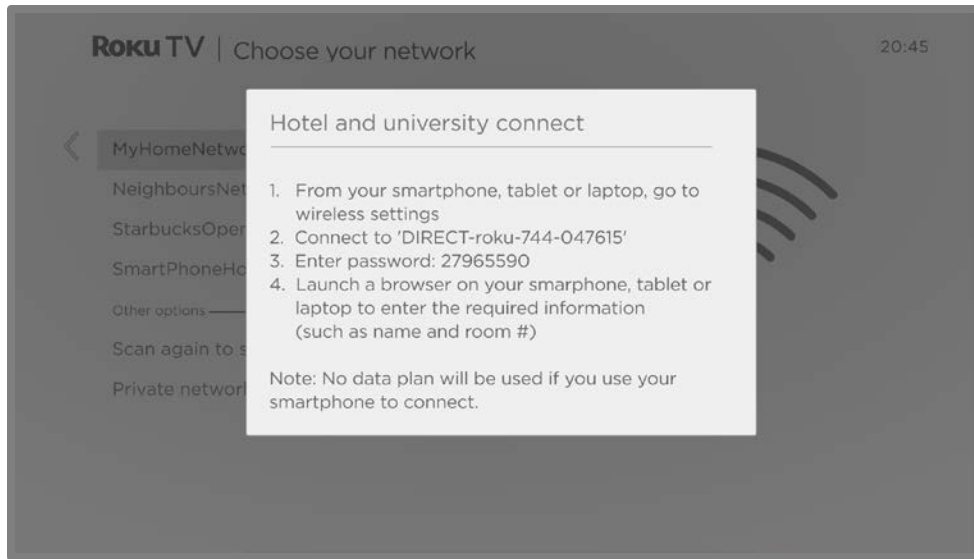 Roku TV | Choose your network
20:45
Hotel and university connect
MyHomeNetwo
NeighboursNet
StarbucksOper
SmartPhoneHo
Other options
Scan again to s
Private networ
1. From your smartphone, tablet or laptop, go to
wireless settings
2. Connect to 'DIRECT-roku-744-047615'
3. Enter password: 27965590
4. Launch a browser on your smarphone, tablet or
laptop to enter the required information
(such as name and room #)
Note: No data plan will be used if you use your
smartphone to connect.